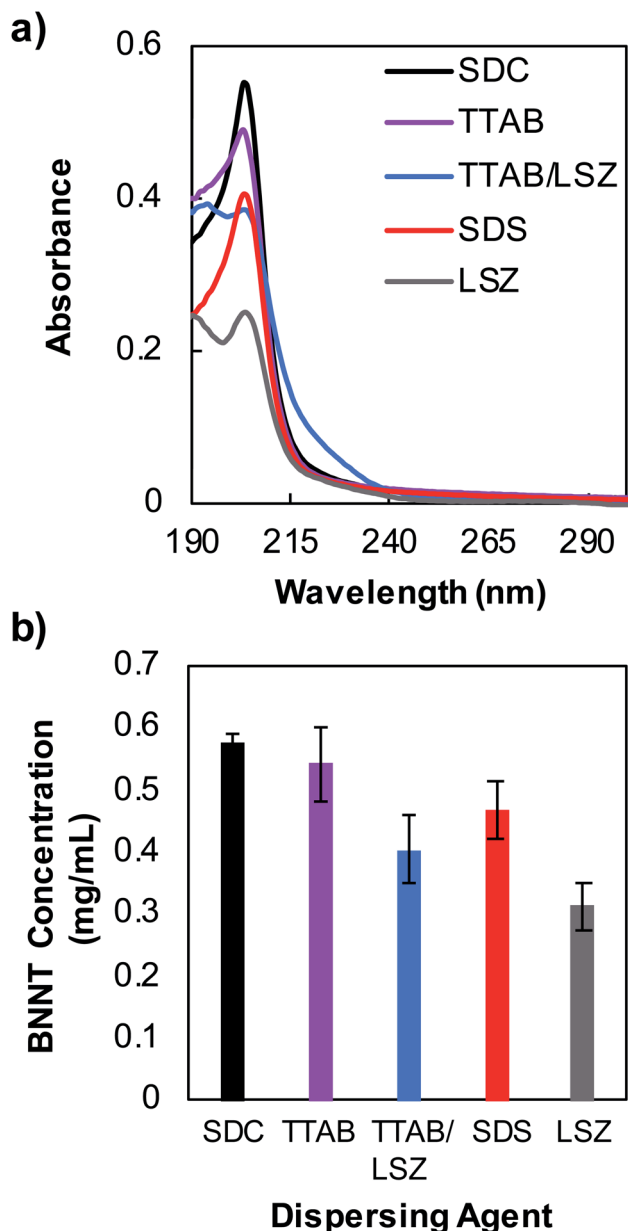 a)
0.6
0.4
0.2
0
Absorbance
SDC
TTAB
TTAB/LSZ
SDS
LSZ
190 215 240 265 290
Wavelength (nm)
b)
0.7
0.6
0.5
0.4
0.3
0.2
0.1
0
BNNT Concentration
(mg/mL)
SDC TTAB TTAB/ SDS LSZ
LSZ
Dispersing Agent